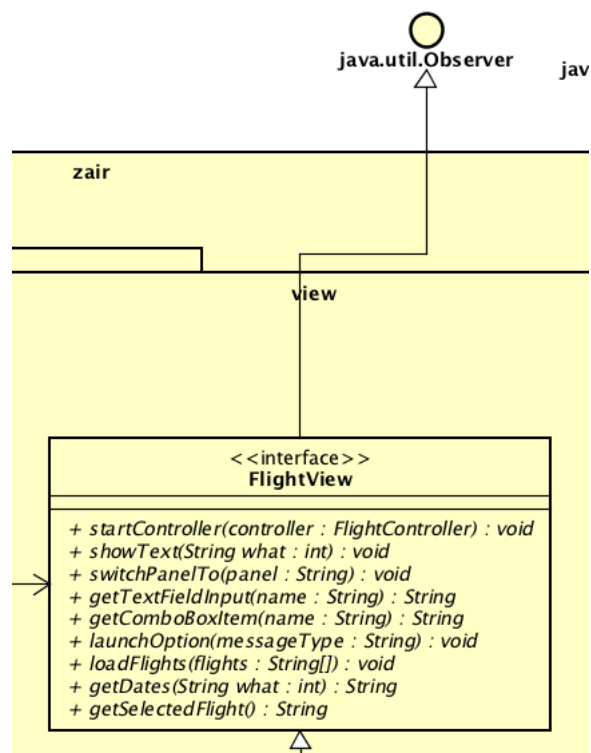 java.util.Observer
jav
zair
view
<<interface>>
FlightView
+ startController(controller : FlightController) : void
+ showText(String what : int) : void
+ switchPanelTo(panel : String) : void
+ getTextFieldInput(name : String) : String
+ getComboBoxItem(name : String) : String
+ launchOption(messageType : String) : void
+ loadFlights(flights : String[]) : void
+ getDates(String what : int) : String
+ getSelectedFlight() : String